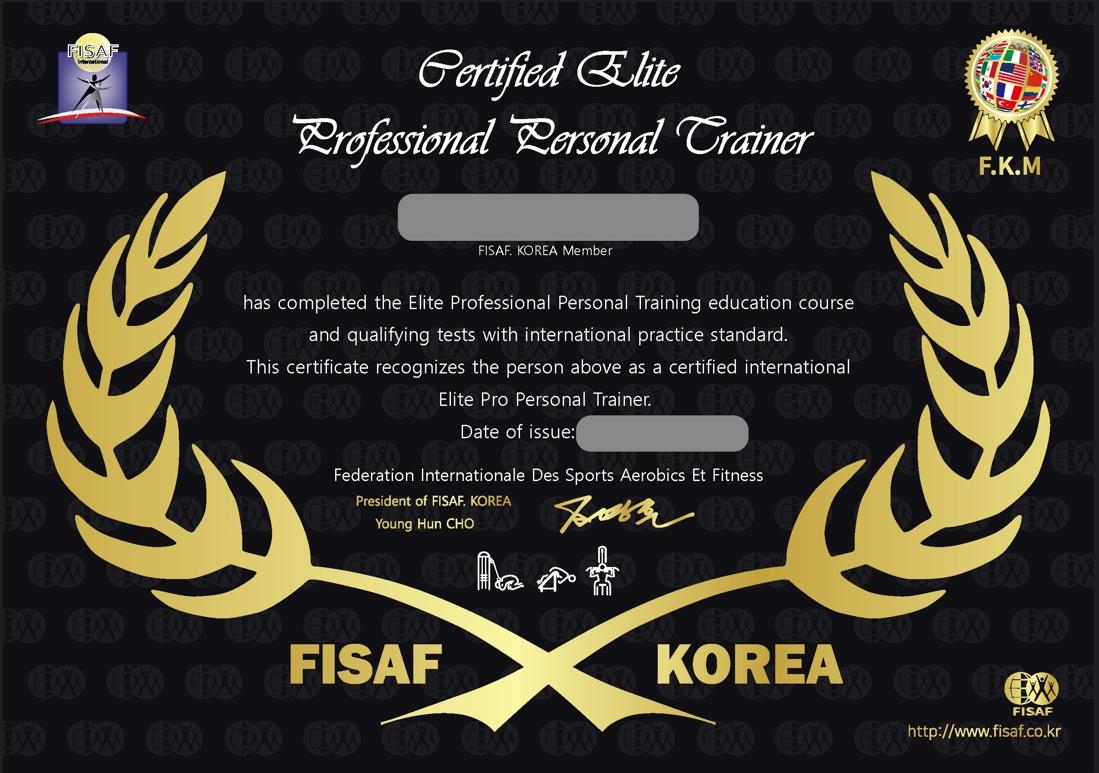 FISAF
International
Certified Elite
Professional Personal Trainer
F.K.M
FISAF. KOREA Member
has completed the Elite Professional Personal Training education course
and qualifying tests with international practice standard.
This certificate recognizes the person above as a certified international
Elite Pro Personal Trainer.
Date of issue:
Federation Internationale Des Sports Aerobics Et Fitness
President of FISAF. KOREA
Young Hun CHO
FISAF KOREA
FISAF
http://www.fisaf.co.kr